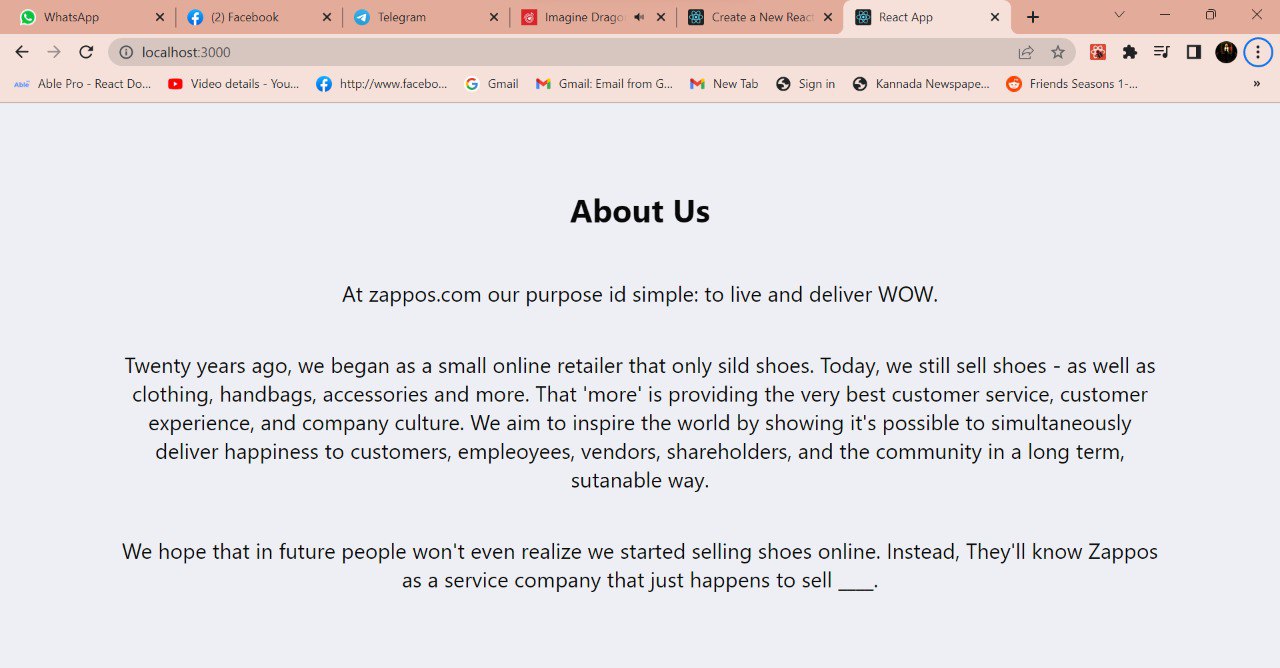 WhatsApp
(2) Facebook
Telegram
Imagine Drago
Create a New React
React App
localhost:3000
Able Pro - React Do...
Video details - You...
http://www.facebo...
Gmail
Gmail: Email from G...
New Tab
Sign in
Kannada Newspape...
Friends Seasons 1-...
»
About Us
At zappos.com our purpose id simple: to live and deliver WOW.
Twenty years ago, we began as a small online retailer that only sild shoes. Today, we still sell shoes - as well as
clothing, handbags, accessories and more. That 'more' is providing the very best customer service, customer
experience, and company culture. We aim to inspire the world by showing it's possible to simultaneously
deliver happiness to customers, empleoyees, vendors, shareholders, and the community in a long term,
sutanable way.
We hope that in future people won't even realize we started selling shoes online. Instead, They'll know Zappos
as a service company that just happens to sell ____.